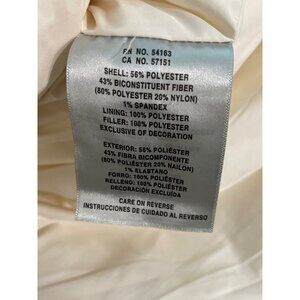 RN NO. 54163
CA NO. 57151
SHELL: 56% POLYESTER
43% BICONSTITUENT FIBER
(80% POLYESTER 20% NYLON)
1% SPANDEX
LINING: 100% POLYESTER
FILLER: 100% POLYESTER
EXCLUSIVE OF DECORATION
EXTERIOR: 56% POLIÉSTER
43% FIBRA BICOMPONENTE
(80% POLIÉSTER 20% NAILON)
1% ELASTANO
FORRO: 100% POLIÉSTER
RELLENO: 100% POLIÉSTER
DECORACIÓN EXCLUÍDA
CARE ON REVERSE
INSTRUCCIONES DE CUIDADO AL REVERSO